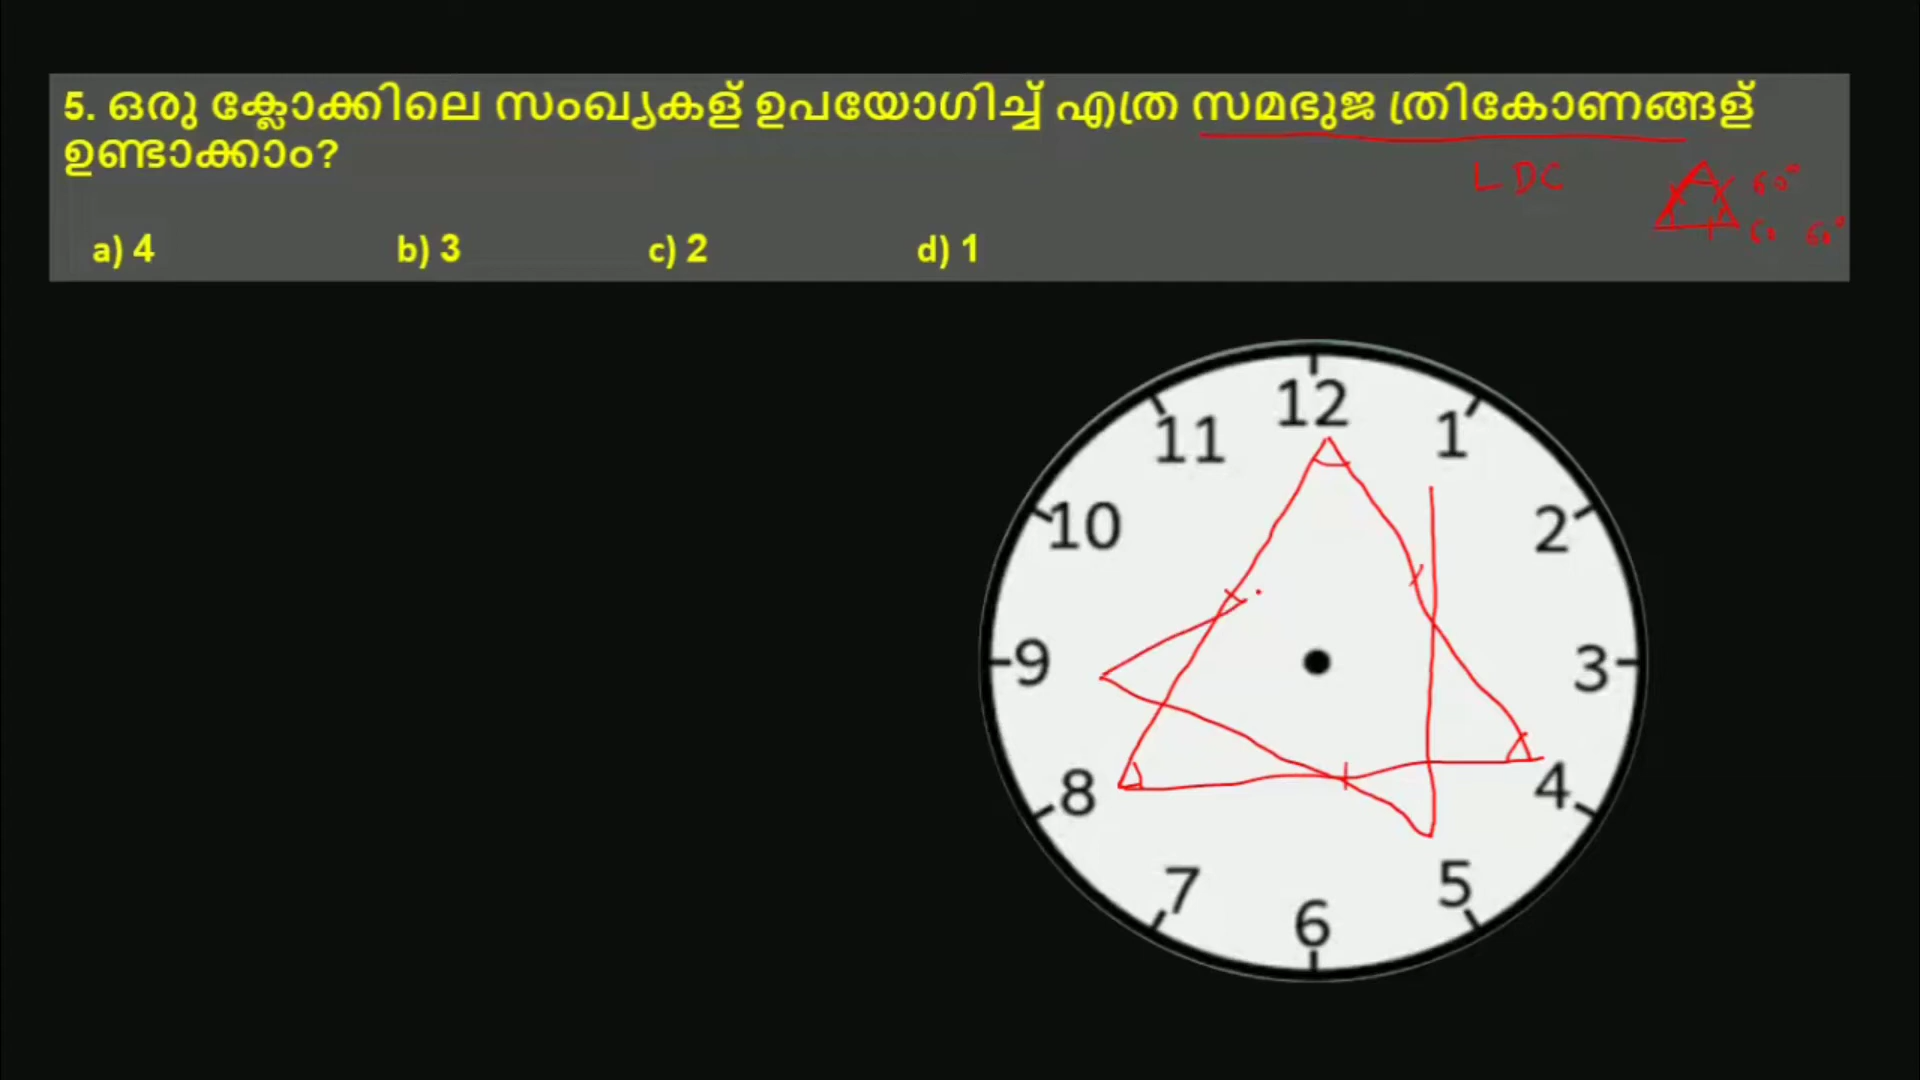 5. ഒരു ക്ലോക്കിലെ സംഖ്യകള് ഉപയോഗിച്ച് എത്ര സമഭുജ ത്രികോണങ്ങള്
ഉണ്ടാക്കാം?
LDC
60°
60 60°
a) 4 b) 3 c) 2 d) 1
12
11 1
10 2
9 3
8 4
7 5
6